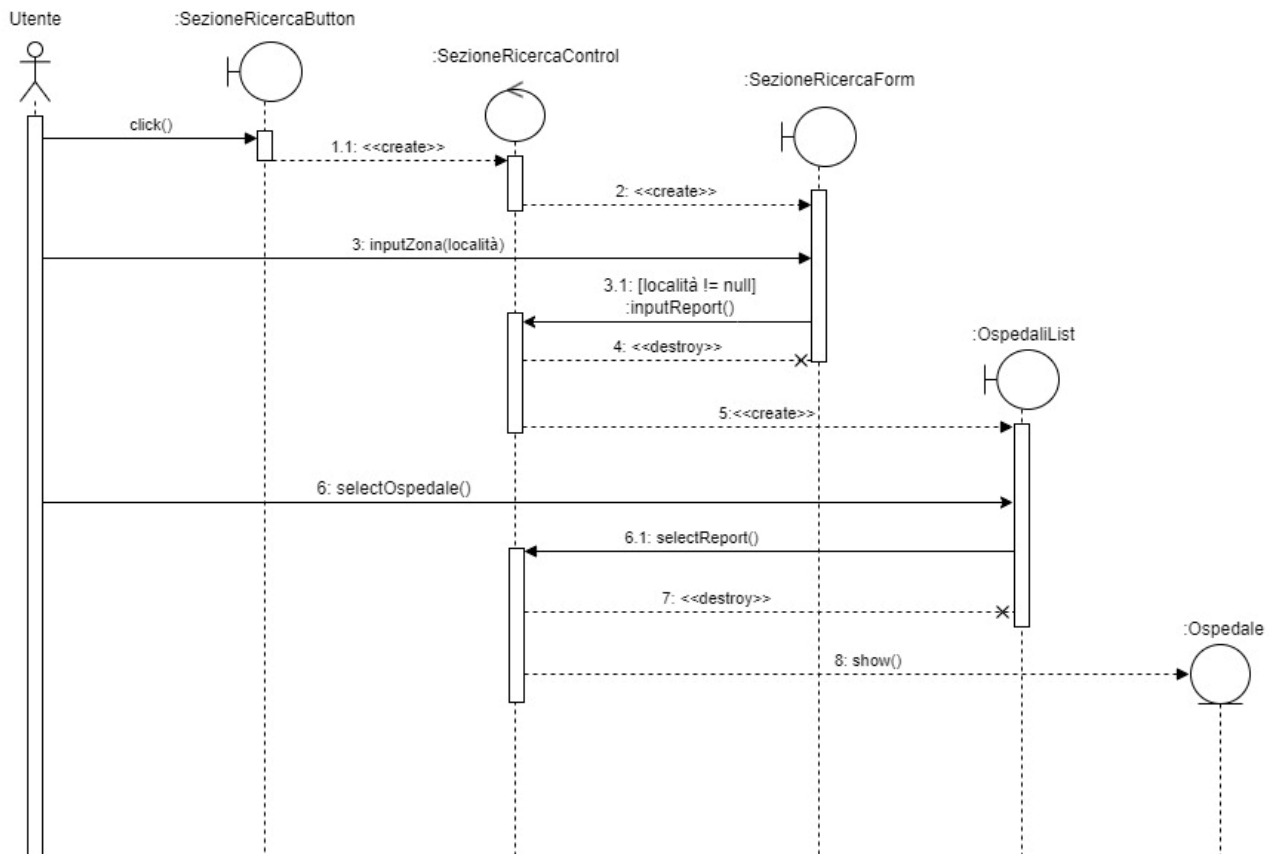 Utente
:SezioneRicercaButton
:SezioneRicercaControl
:SezioneRicercaForm
click()
1.1: <<create>>
2: <<create>>
3: inputZona(località)
3.1: [località != null]
:inputReport()
:OspedaliList
4: <<destroy>>
5:<<create>>
6: selectOspedale()
6.1: selectReport()
7: <<destroy>>
:Ospedale
8: show()